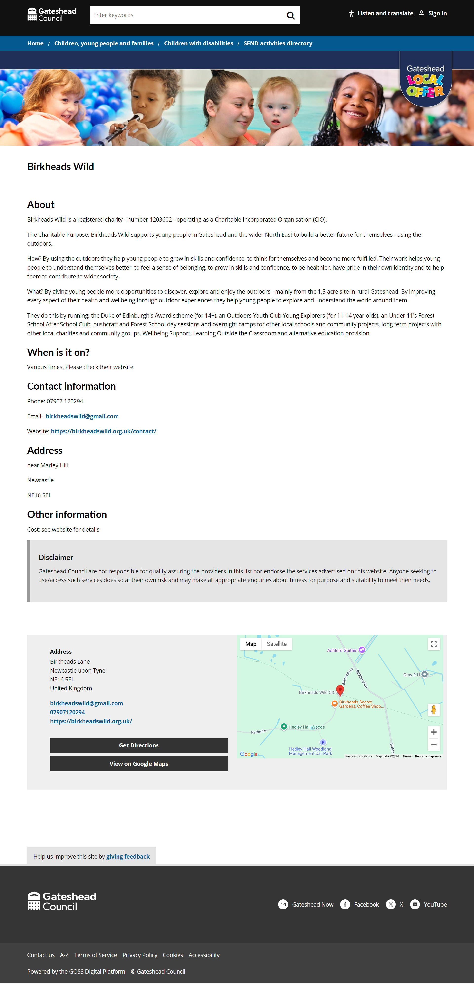 Gateshead
Council
Enter keywords
Listen and translate
Sign in
Home / Children, young people and families / Children with disabilities / SEND activities directory
Gateshead
LOCAL
OFFER
Birkheads Wild
About
Birkheads Wild is a registered charity - number 1203602 - operating as a Charitable Incorporated Organisation (CIO).
The Charitable Purpose: Birkheads Wild supports young people in Gateshead and the wider North East to build a better future for themselves - using the
outdoors.
How? By using the outdoors they help young people to grow in skills and confidence, to think for themselves and become more fulfilled. Their work helps young
people to understand themselves better, to feel a sense of belonging, to grow in skills and confidence, to be healthier, have pride in their own identity and to help
them to contribute to wider society.
What? By giving young people more opportunities to discover, explore and enjoy the outdoors - mainly from the 1.5 acre site in rural Gateshead. By improving
every aspect of their health and wellbeing through outdoor experiences they help young people to explore and understand the world around them.
They do this by running; the Duke of Edinburgh's Award scheme (for 14+), an Outdoors Youth Club Young Explorers (for 11-14 year olds), an Under 11's Forest
School After School Club, bushcraft and Forest School day sessions and overnight camps for other local schools and community projects, long term projects with
other local charities and community groups, Wellbeing Support, Learning Outside the Classroom and alternative education provision.
When is it on?
Various times. Please check their website.
Contact information
Phone: 07907 120294
Email: birkheadswild@gmail.com
Website: https://birkheadswild.org.uk/contact/
Address
near Marley Hill
Newcastle
NE16 5EL
Other information
Cost: see website for details
Disclaimer
Gateshead Council are not responsible for quality assuring the providers in this list nor endorse the services advertised on this website. Anyone seeking to
use/access such services does so at their own risk and may make all appropriate enquiries about fitness for purpose and suitability to meet their needs.
Address
Birkheads Lane
Newcastle upon Tyne
NE16 5EL
United Kingdom
birkheadswild@gmail.com
07907120294
https://birkheadswild.org.uk/
Get Directions
View on Google Maps
Map
Satellite
Ashford Guitars
Birkheads Ln
Birkland Ln
Gray R H
Birkheads Wild CIC
Birkheads Secret
Gardens, Coffee Shop...
Hedley Hall Woods
Hedley Ln
P
Hedley Hall Woodland
Management Car Park
Birklan
Google
Keyboard shortcuts
Map data ©2024
Terms
Report a map error
Help us improve this site by giving feedback
Gateshead
Council
Gateshead Now
Facebook
X
YouTube
Contact us A-Z Terms of Service Privacy Policy Cookies Accessibility
Powered by the GOSS Digital Platform © Gateshead Council